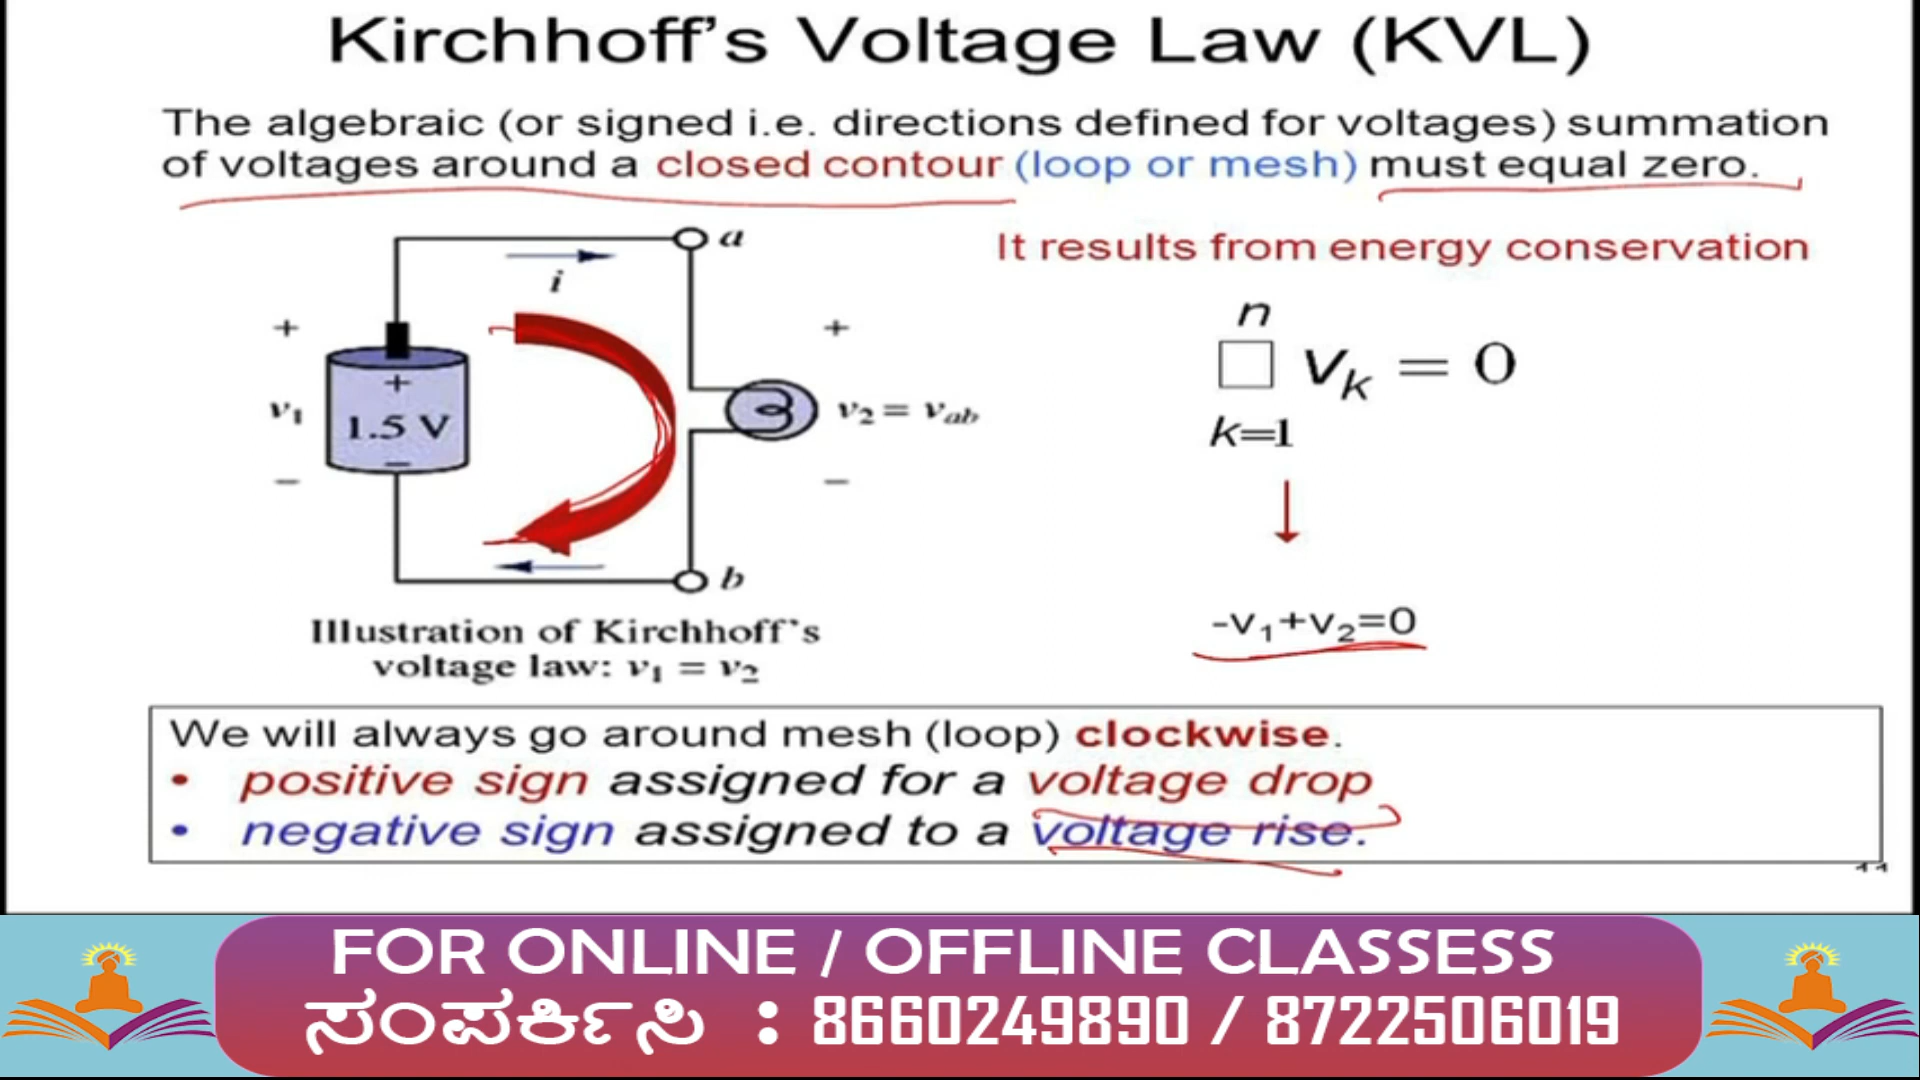 Kirchhoff's Voltage Law (KVL)
The algebraic (or signed i.e. directions defined for voltages) summation
of voltages around a closed contour (loop or mesh) must equal zero.
It results from energy conservation
a
i
+
+
v₁
+
1.5 V
−
v₂ = vab
−
−
b
Illustration of Kirchhoff's
voltage law: v₁ = v₂
n
□ vk = 0
k=1
-v₁+v₂=0
We will always go around mesh (loop) clockwise.
• positive sign assigned for a voltage drop
• negative sign assigned to a voltage rise.
FOR ONLINE / OFFLINE CLASSESS
ಸಂಪರ್ಕಿಸಿ : 8660249890 / 8722506019